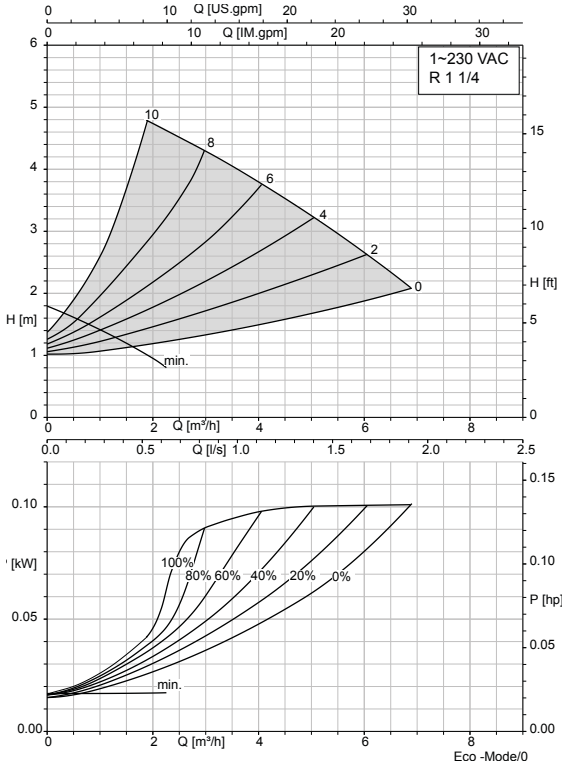 0 10 20 30
Q [US.gpm]
0 10 20 30
Q [IM.gpm]
1~230 VAC
R 1 1/4
6
5
4
3
2
H [m]
1
0
15
10
H [ft]
5
0
10
8
6
4
2
0
min.
0 2 4 6
Q [m³/h]
0.0 0.5 Q [l/s] 1.0 1.5 2.0 2.5
0.10
[kW]
0.05
0.00
0.15
0.10
P [hp]
0.05
0.00
100%
80% 60% 40% 20% 0%
min.
0 2 4 6 8
Q [m³/h]
Eco -Mode/0